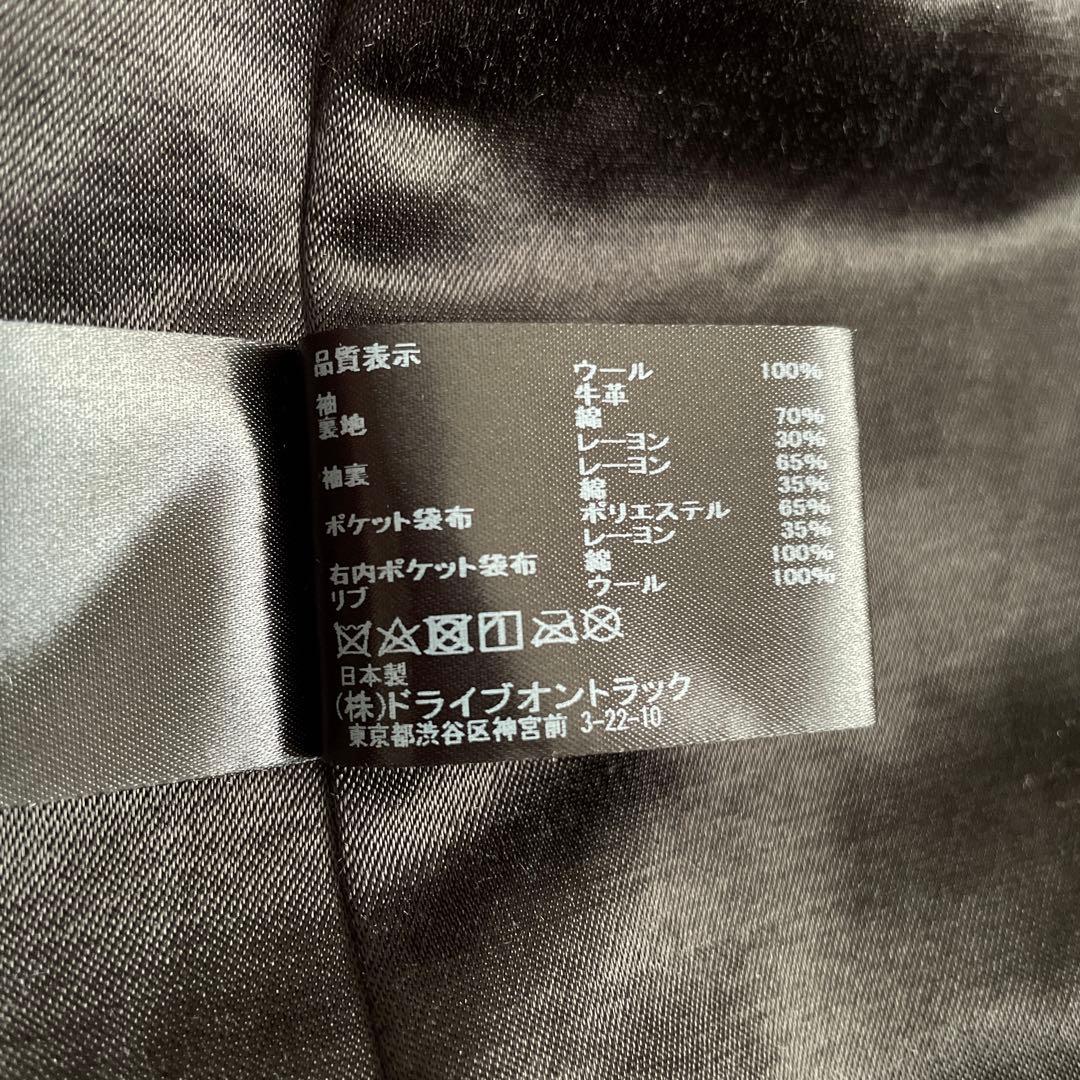 品質表示
ウール 100%
袖 牛革
裏地 綿 70%
レーヨン 30%
袖裏 レーヨン 65%
綿 35%
ポケット袋布 ポリエステル 65%
レーヨン 35%
右内ポケット袋布 綿 100%
リブ ウール 100%
日本製
(株)ドライブオントラック
東京都渋谷区神宮前 3-22-10